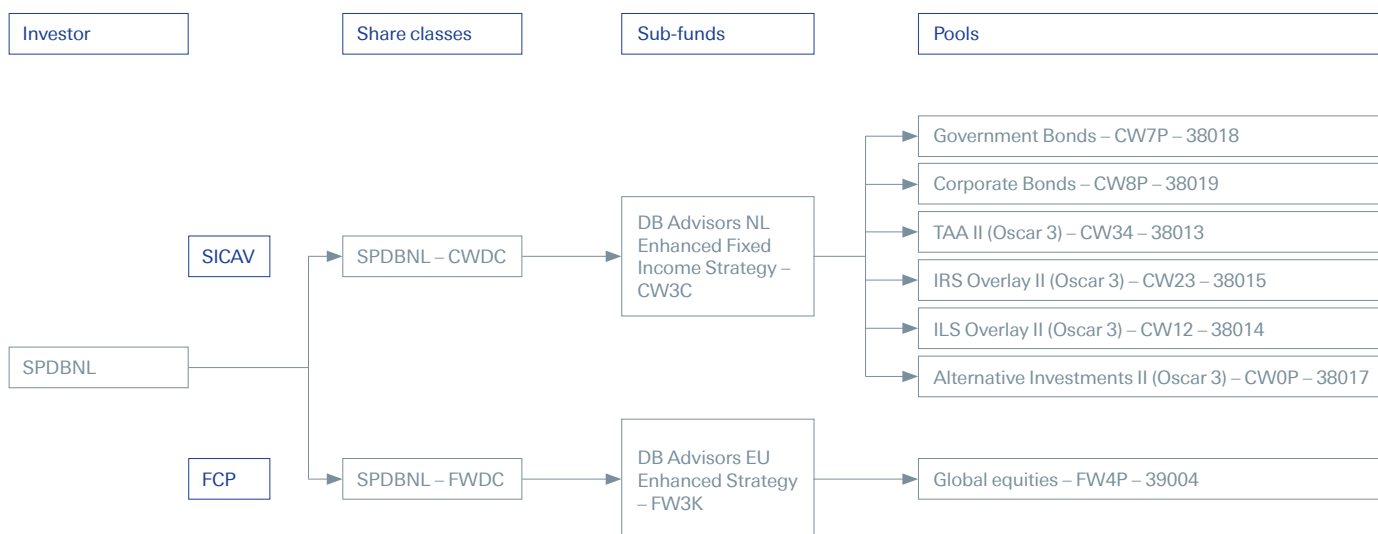 Investor
Share classes
Sub-funds
Pools
Government Bonds – CW7P – 38018
Corporate Bonds – CW8P – 38019
TAA II (Oscar 3) – CW34 – 38013
IRS Overlay II (Oscar 3) – CW23 – 38015
ILS Overlay II (Oscar 3) – CW12 – 38014
Alternative Investments II (Oscar 3) – CW0P – 38017
SICAV
SPDBNL – CWDC
DB Advisors NL
Enhanced Fixed
Income Strategy –
CW3C
SPDBNL
FCP
SPDBNL – FWDC
DB Advisors EU
Enhanced Strategy
– FW3K
Global equities – FW4P – 39004